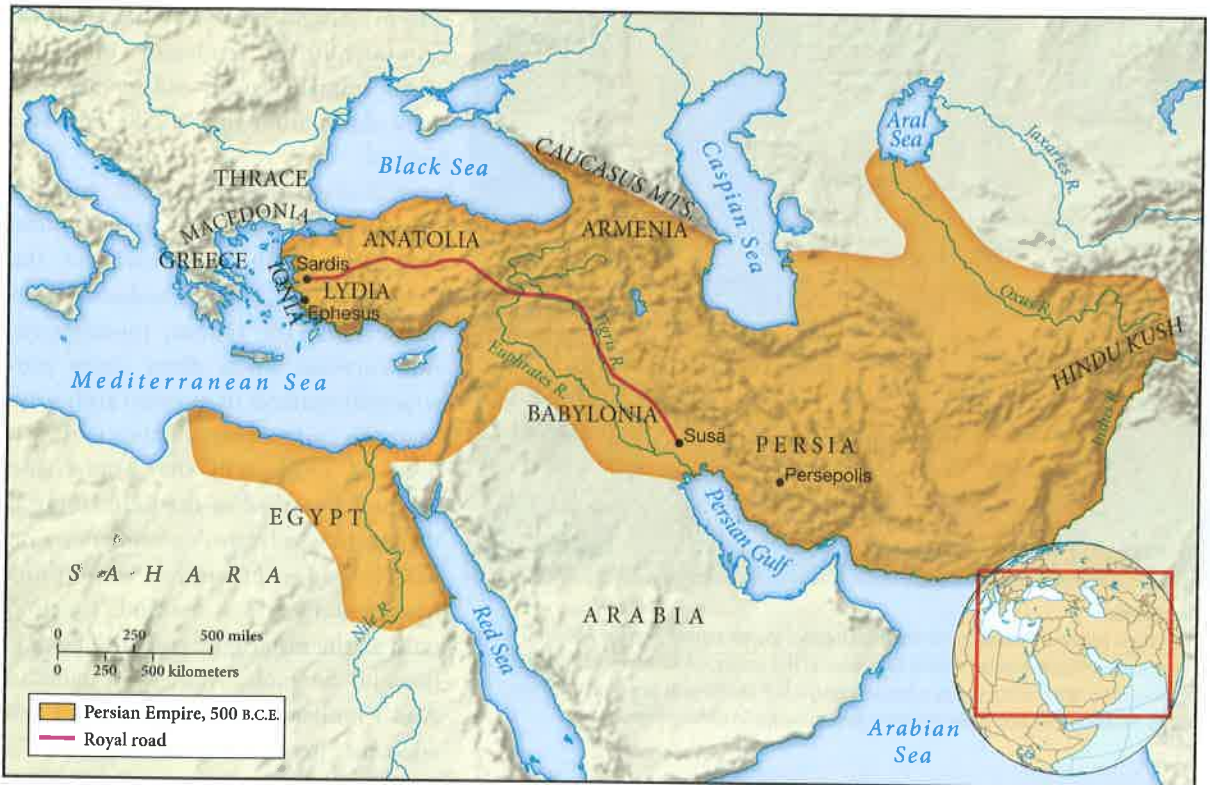 Black Sea
CAUCASUS MTS.
Caspian Sea
Aral
Sea
Jaxartes R.
THRACE
MACEDONIA
GREECE
IONIA
ANATOLIA
ARMENIA
Sardis
LYDIA
Ephesus
Oxus R.
HINDU KUSH
Tigris R.
Euphrates R.
Mediterranean Sea
BABYLONIA
Susa
PERSIA
Persepolis
Indus R.
EGYPT
Persian Gulf
SAHARA
Nile R.
Red Sea
ARABIA
0 250 500 miles
0 250 500 kilometers
Persian Empire, 500 B.C.E.
Royal road
Arabian
Sea